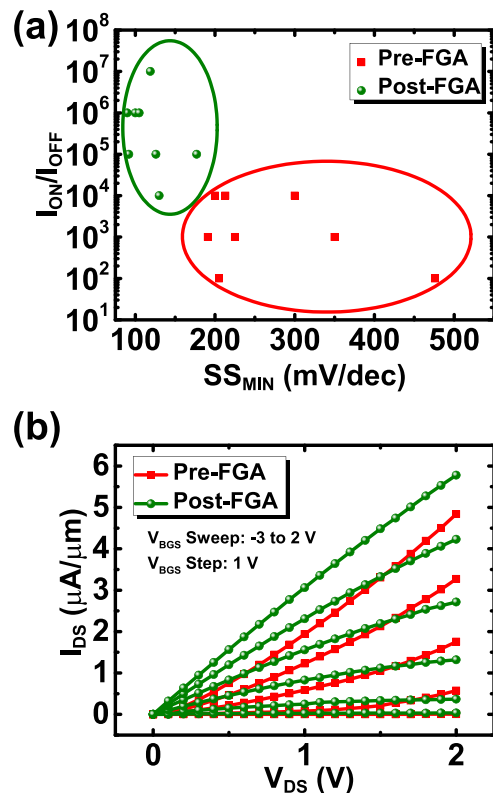 (a)
Pre-FGA
Post-FGA
I_ON/I_OFF
10^8
10^7
10^6
10^5
10^4
10^3
10^2
10^1
100 200 300 400 500
SS_MIN (mV/dec)
(b)
Pre-FGA
Post-FGA
V_BGS Sweep: -3 to 2 V
V_BGS Step: 1 V
I_DS (μA/μm)
6
5
4
3
2
1
0
0 1 2
V_DS (V)